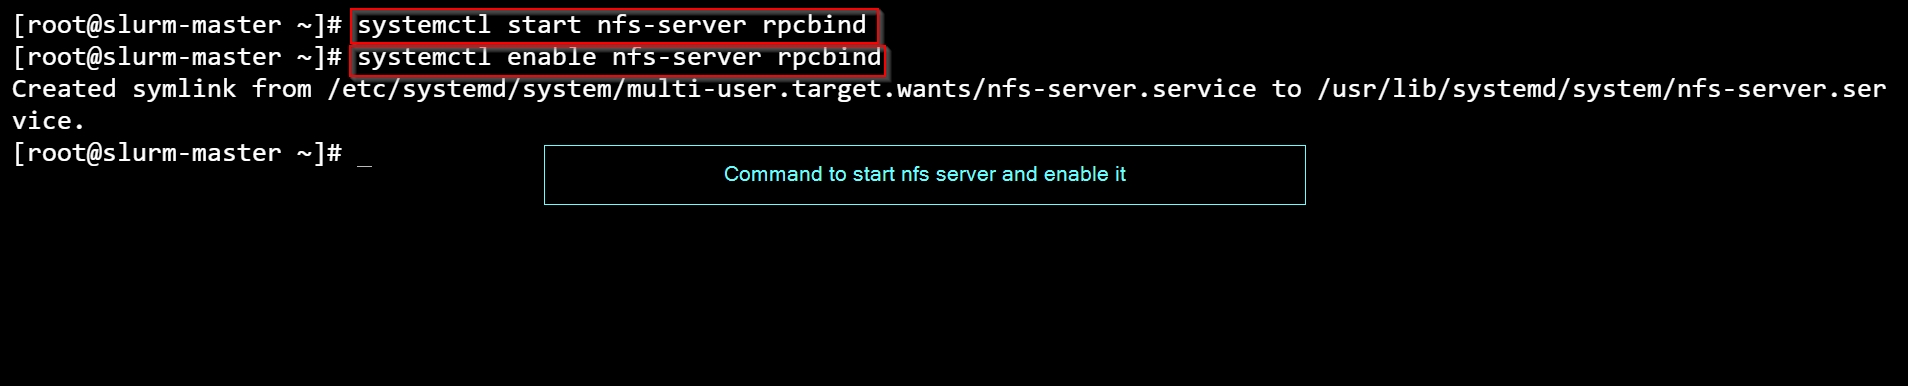 [root@slurm-master ~]# systemctl start nfs-server rpcbind
[root@slurm-master ~]# systemctl enable nfs-server rpcbind
Created symlink from /etc/systemd/system/multi-user.target.wants/nfs-server.service to /usr/lib/systemd/system/nfs-server.ser
vice.
[root@slurm-master ~]# _
Command to start nfs server and enable it